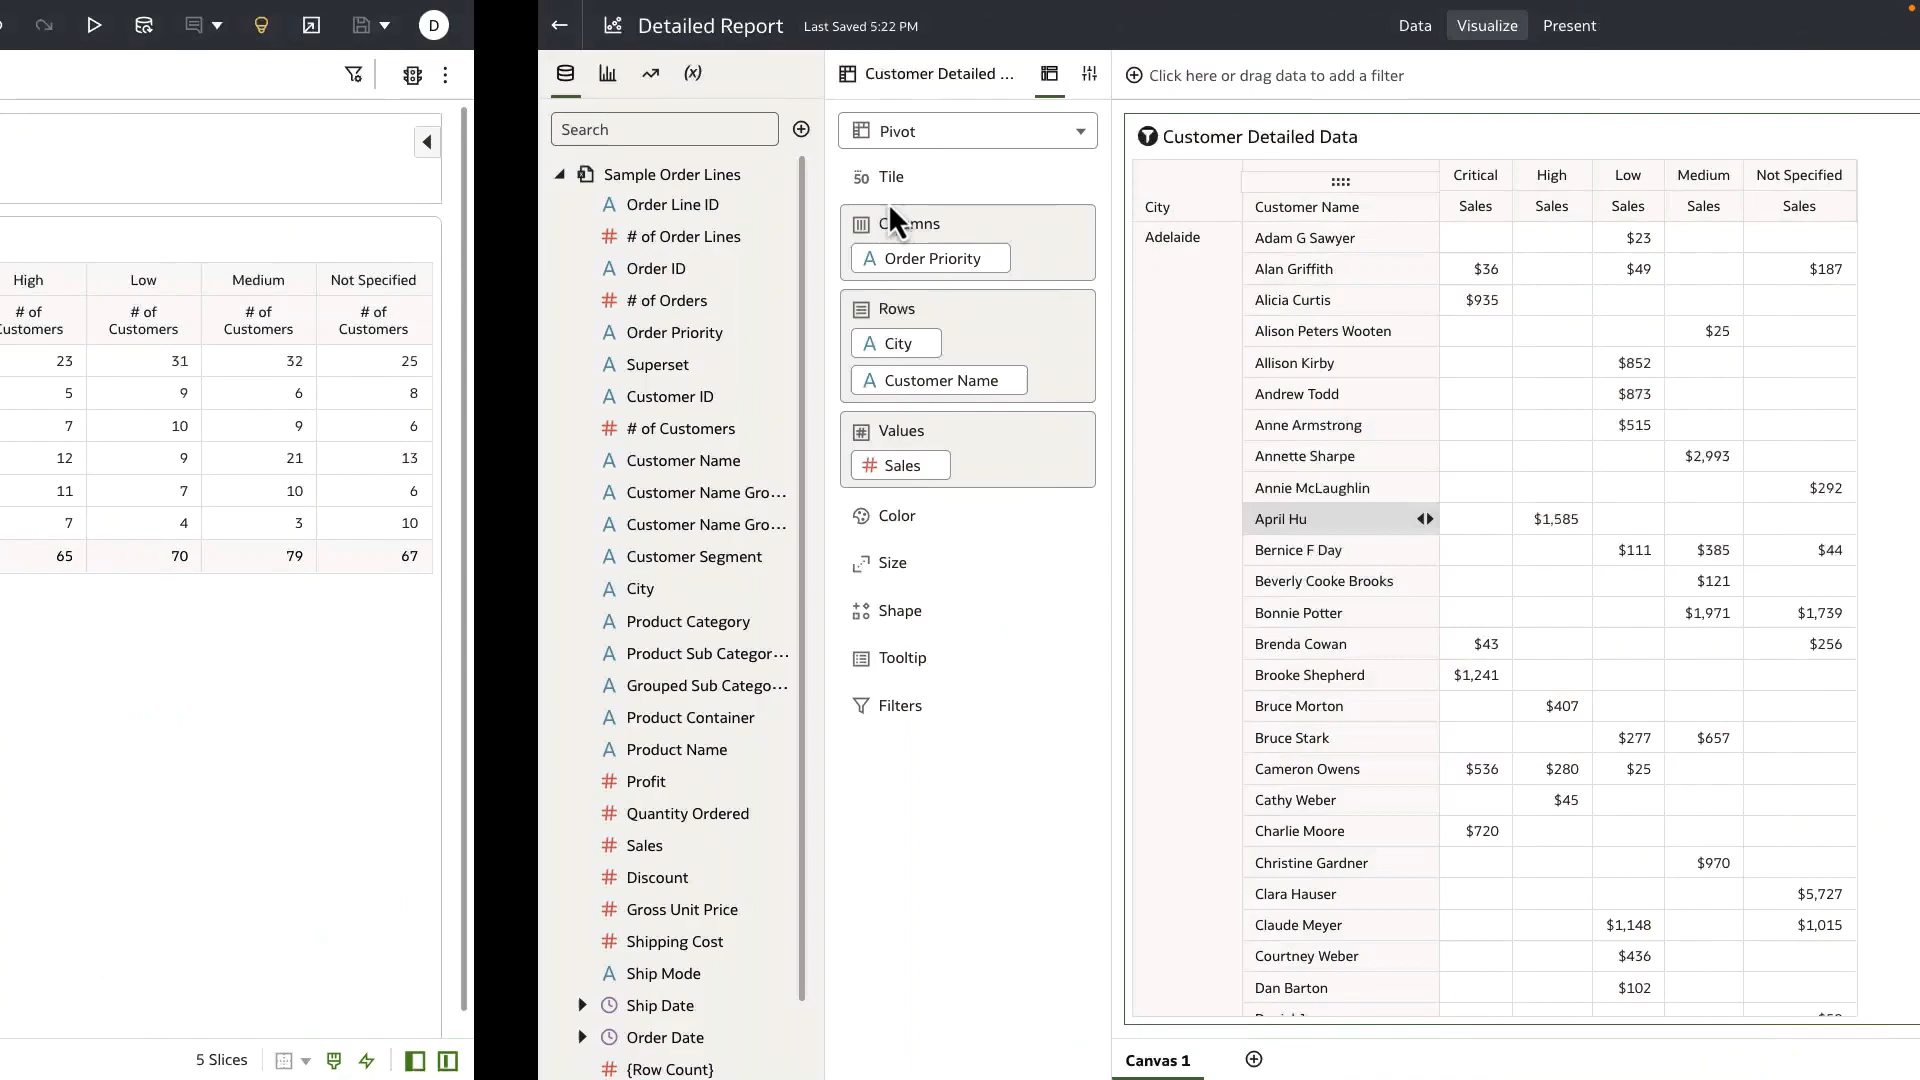 D
High Low Medium Not Specified
# of # of # of # of
Customers Customers Customers
23 31 32 25
5 9 6 8
7 10 9 6
12 9 21 13
11 7 10 6
7 4 3 10
65 70 79 67
5 Slices
Detailed Report Last Saved 5:22 PM
Data Visualize Present
(x)
Search
Sample Order Lines
A Order Line ID
# # of Order Lines
A Order ID
# # of Orders
A Order Priority
A Superset
A Customer ID
# # of Customers
A Customer Name
A Customer Name Gro...
A Customer Name Gro...
A Customer Segment
A City
A Product Category
A Product Sub Categor...
A Grouped Sub Catego...
A Product Container
A Product Name
# Profit
# Quantity Ordered
# Sales
# Discount
# Gross Unit Price
# Shipping Cost
A Ship Mode
Ship Date
Order Date
# {Row Count}
Customer Detailed ...
Pivot
50 Tile
A Order Priority
Rows
A City
A Customer Name
# Values
# Sales
Color
Size
Shape
Tooltip
Filters
Click here or drag data to add a filter
Customer Detailed Data
Critical High Low Medium Not Specified
City Customer Name Sales Sales Sales Sales Sales
Adelaide Adam G Sawyer $23
Alan Griffith $36 $49 $187
Alicia Curtis $935
Alison Peters Wooten $25
Allison Kirby $852
Andrew Todd $873
Anne Armstrong $515
Annette Sharpe $2,993
Annie McLaughlin $292
April Hu $1,585
Bernice F Day $111 $385 $44
Beverly Cooke Brooks $121
Bonnie Potter $1,971 $1,739
Brenda Cowan $43 $256
Brooke Shepherd $1,241
Bruce Morton $407
Bruce Stark $277 $657
Cameron Owens $536 $280 $25
Cathy Weber $45
Charlie Moore $720
Christine Gardner $970
Clara Hauser $5,727
Claude Meyer $1,148 $1,015
Courtney Weber $436
Dan Barton $102
Canvas 1